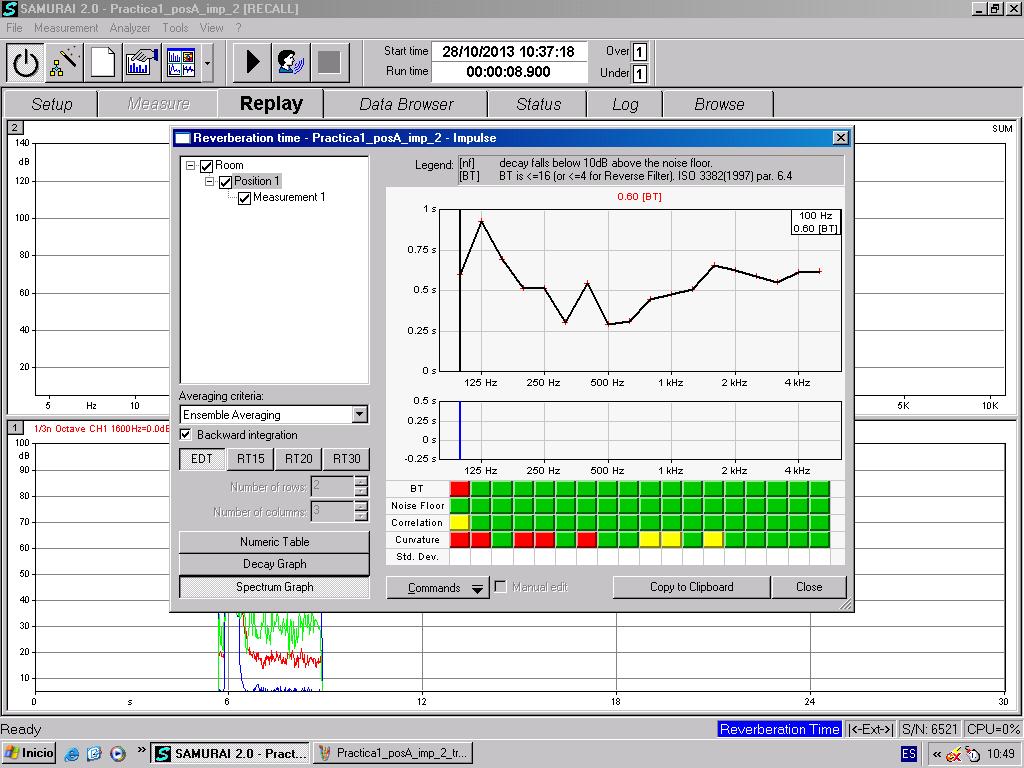 SAMURAI 2.0 - Practica1_posA_imp_2 [RECALL]
File Measurement Analyzer Tools View ?
Start time 28/10/2013 10:37:18 Over 1
Run time 00:00:08.900 Under 1
Setup Measure Replay Data Browser Status Log Browse
2
SUM
140
dB
120
100
80
60
40
20
5 Hz 10 5K 10K
Reverberation time - Practica1_posA_imp_2 - Impulse
Room
Position 1
Measurement 1
Averaging criteria:
Ensemble Averaging
Backward integration
EDT RT15 RT20 RT30
Number of rows: 2
Number of columns: 3
Numeric Table
Decay Graph
Spectrum Graph
Legend: [nf] decay falls below 10dB above the noise floor.
[BT] BT is <=16 (or <=4 for Reverse Filter). ISO 3382(1997) par. 6.4
0.60 [BT]
100 Hz
0.60 [BT]
1 s
0.75 s
0.5 s
0.25 s
0 s
125 Hz 250 Hz 500 Hz 1 kHz 2 kHz 4 kHz
0.5 s
0.25 s
0 s
-0.25 s
125 Hz 250 Hz 500 Hz 1 kHz 2 kHz 4 kHz
BT
Noise Floor
Correlation
Curvature
Std. Dev.
Commands Manual edit Copy to Clipboard Close
1 1/3n Octave CH1 1600Hz=0.0dB
100
dB
90
80
70
60
50
40
30
20
10
0 s 6 12 18 24 30
Ready Reverberation Time |<-Ext->| S/N: 6521 CPU=0%
Inicio » SAMURAI 2.0 - Pract... Practica1_posA_imp_2_tr... ES « 10:49